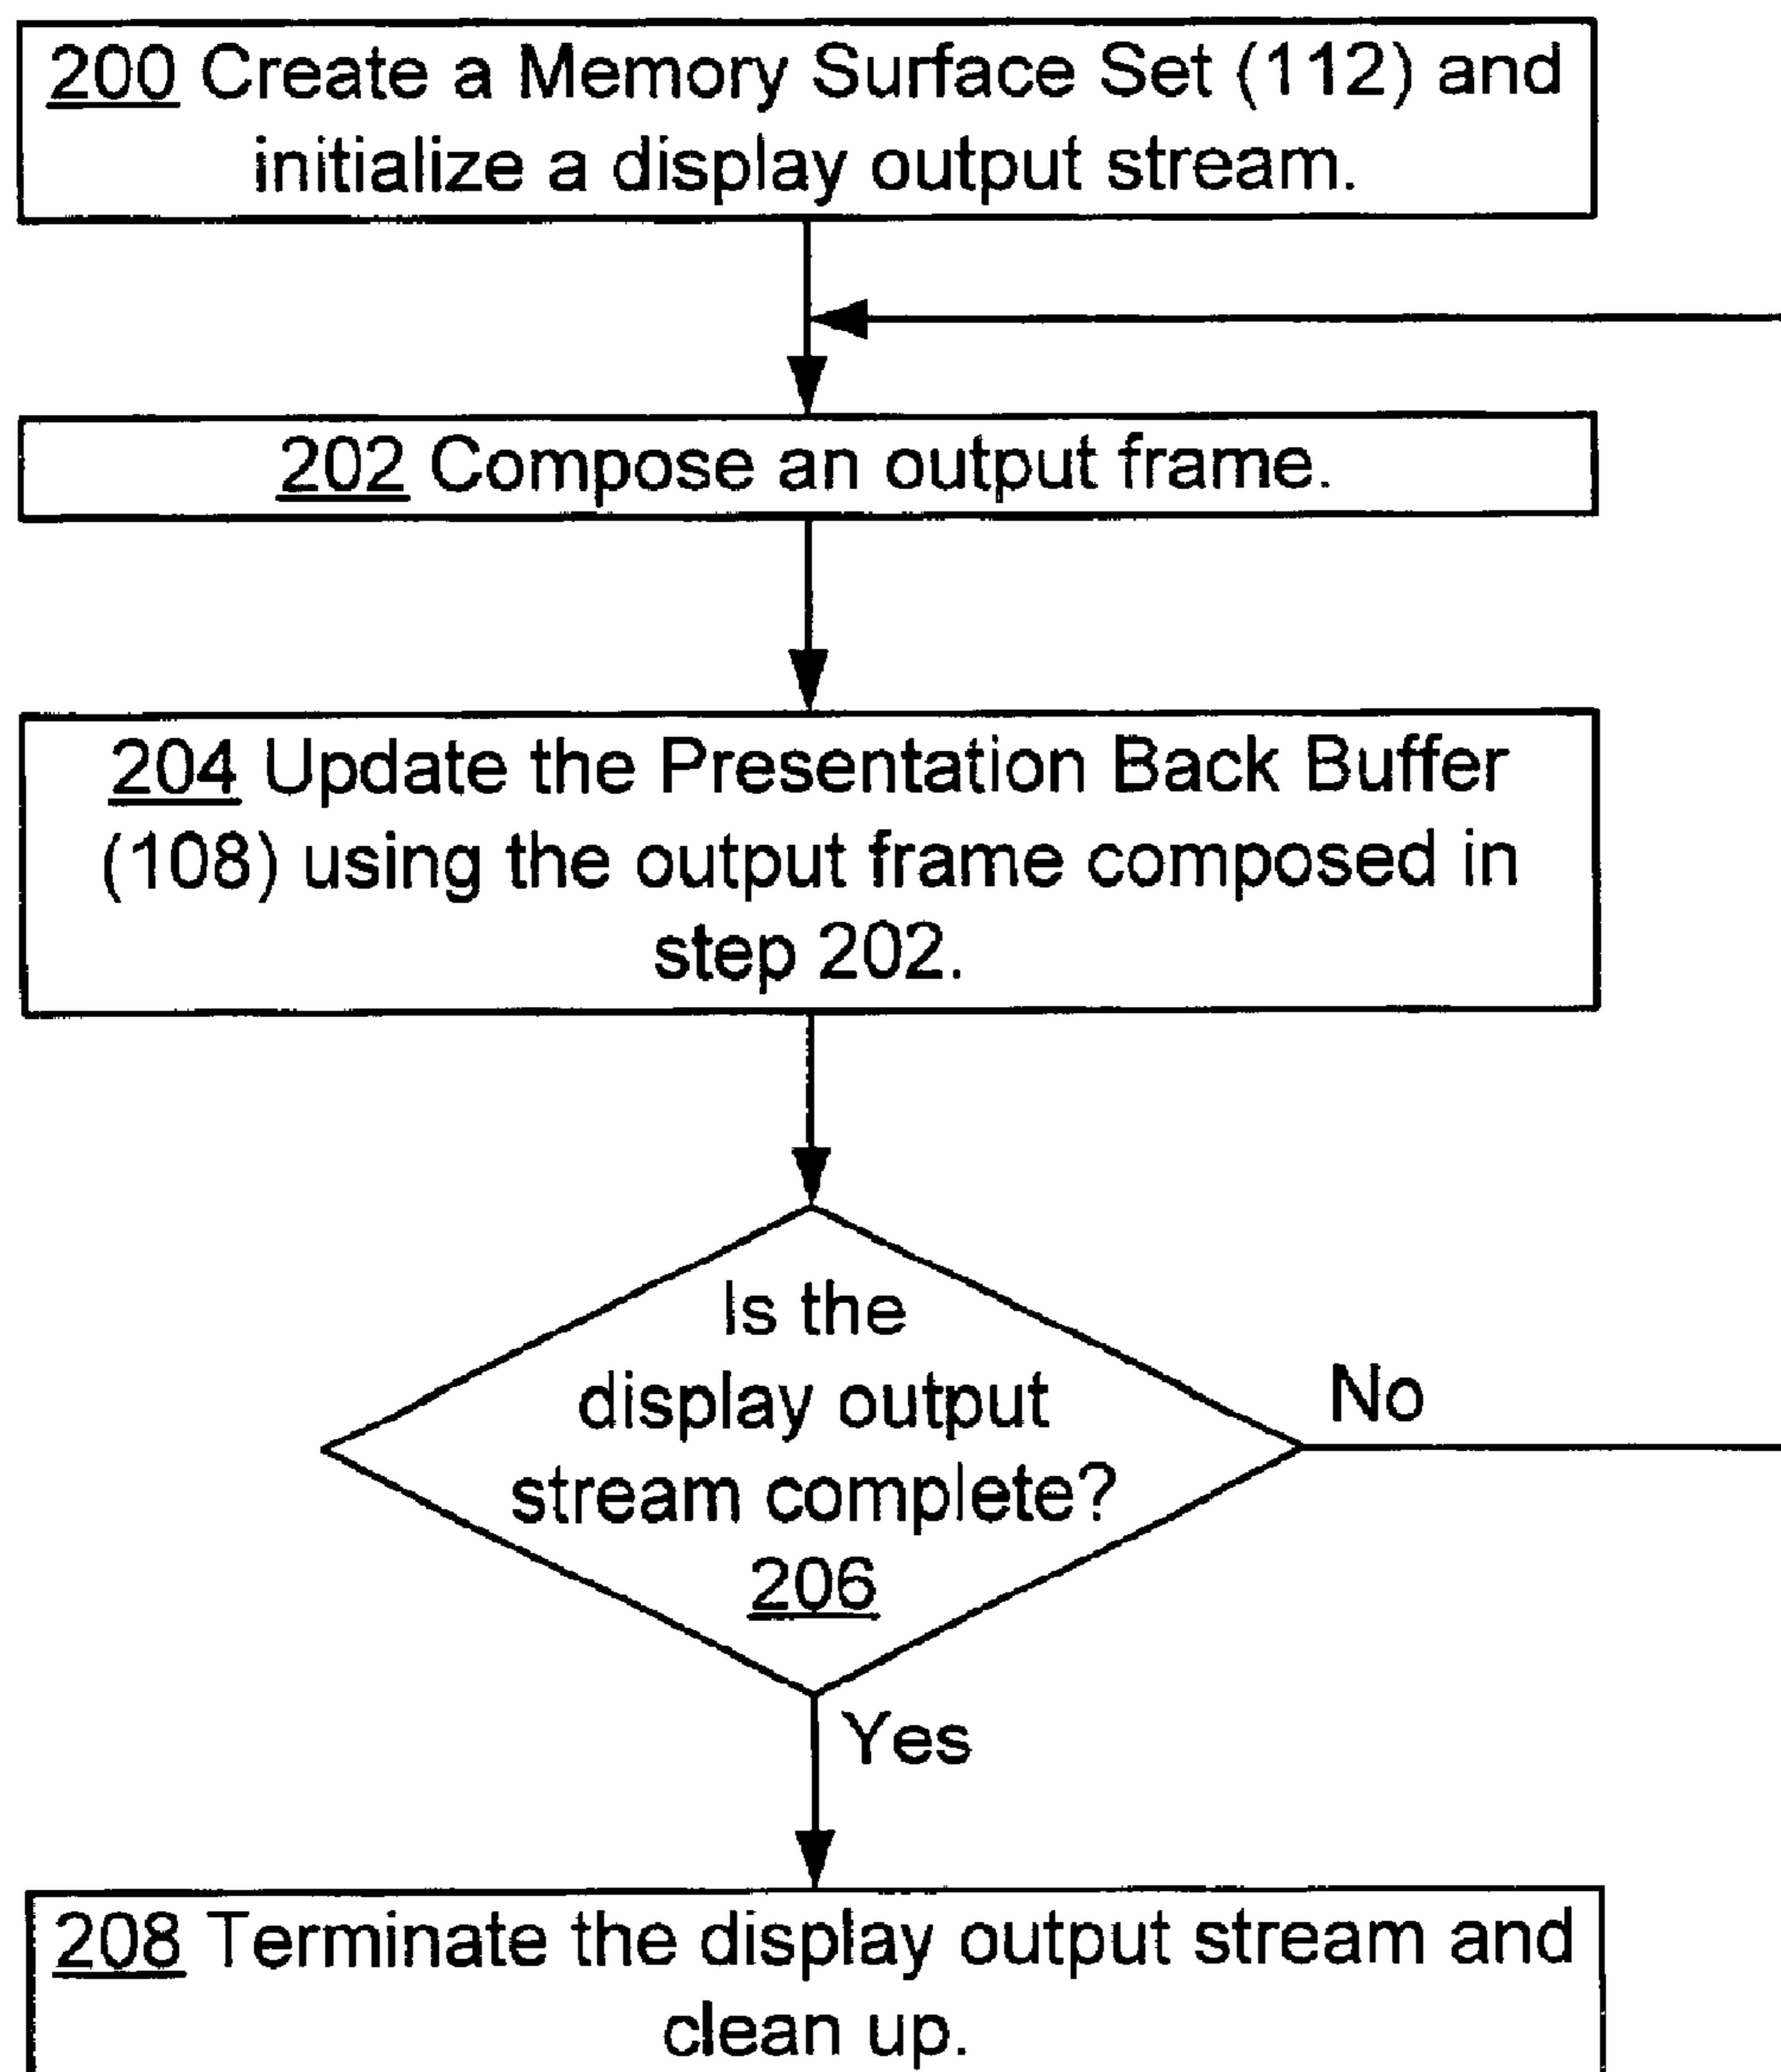 200 Create a Memory Surface Set (112) and
initialize a display output stream.
202 Compose an output frame.
204 Update the Presentation Back Buffer
(108) using the output frame composed in
step 202.
Is the
display output
stream complete?
206
No
Yes
208 Terminate the display output stream and
clean up.